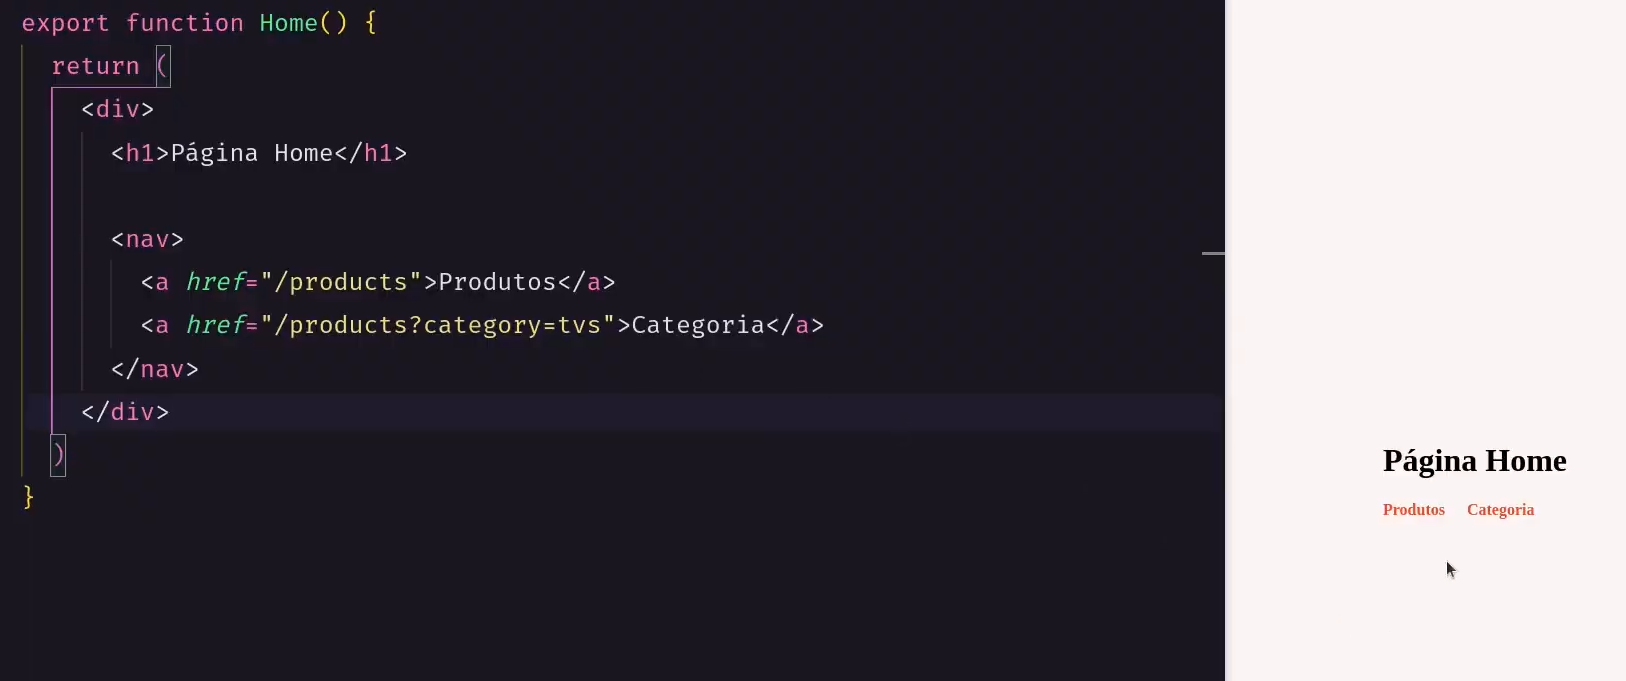 export function Home() {
return (
<div>
<h1>Página Home</h1>
<nav>
<a href="/products">Produtos</a>
<a href="/products?category=tvs">Categoria</a>
</nav>
</div>
)
}
Página Home
Produtos Categoria